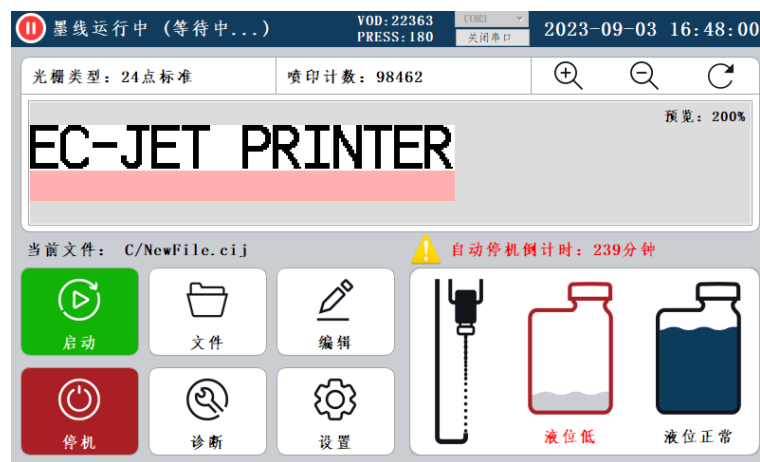 墨线运行中 (等待中...)
VOD:22363
PRESS:180
COM3
关闭串口
2023-09-03 16:48:00
光栅类型: 24点标准
喷印计数: 98462
预览: 200%
EC-JET PRINTER
当前文件: C/NewFile.cij
自动停机倒计时: 239分钟
启动
文件
编辑
停机
诊断
设置
液位低
液位正常